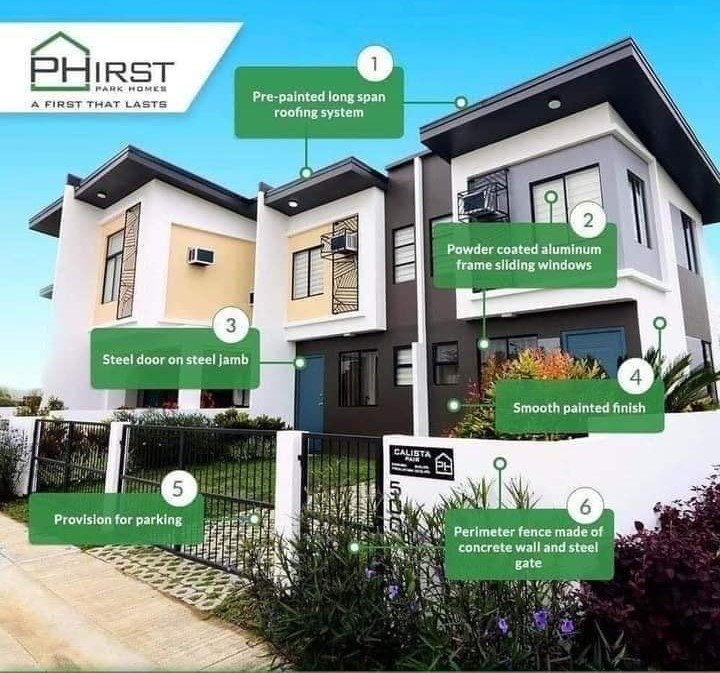 PHIRST
PARK HOMES
A FIRST THAT LASTS
1
Pre-painted long span
roofing system
2
Powder coated aluminum
frame sliding windows
3
Steel door on steel jamb
4
Smooth painted finish
CALISTA
PAIR
PH
5
Provision for parking
6
Perimeter fence made of
concrete wall and steel
gate